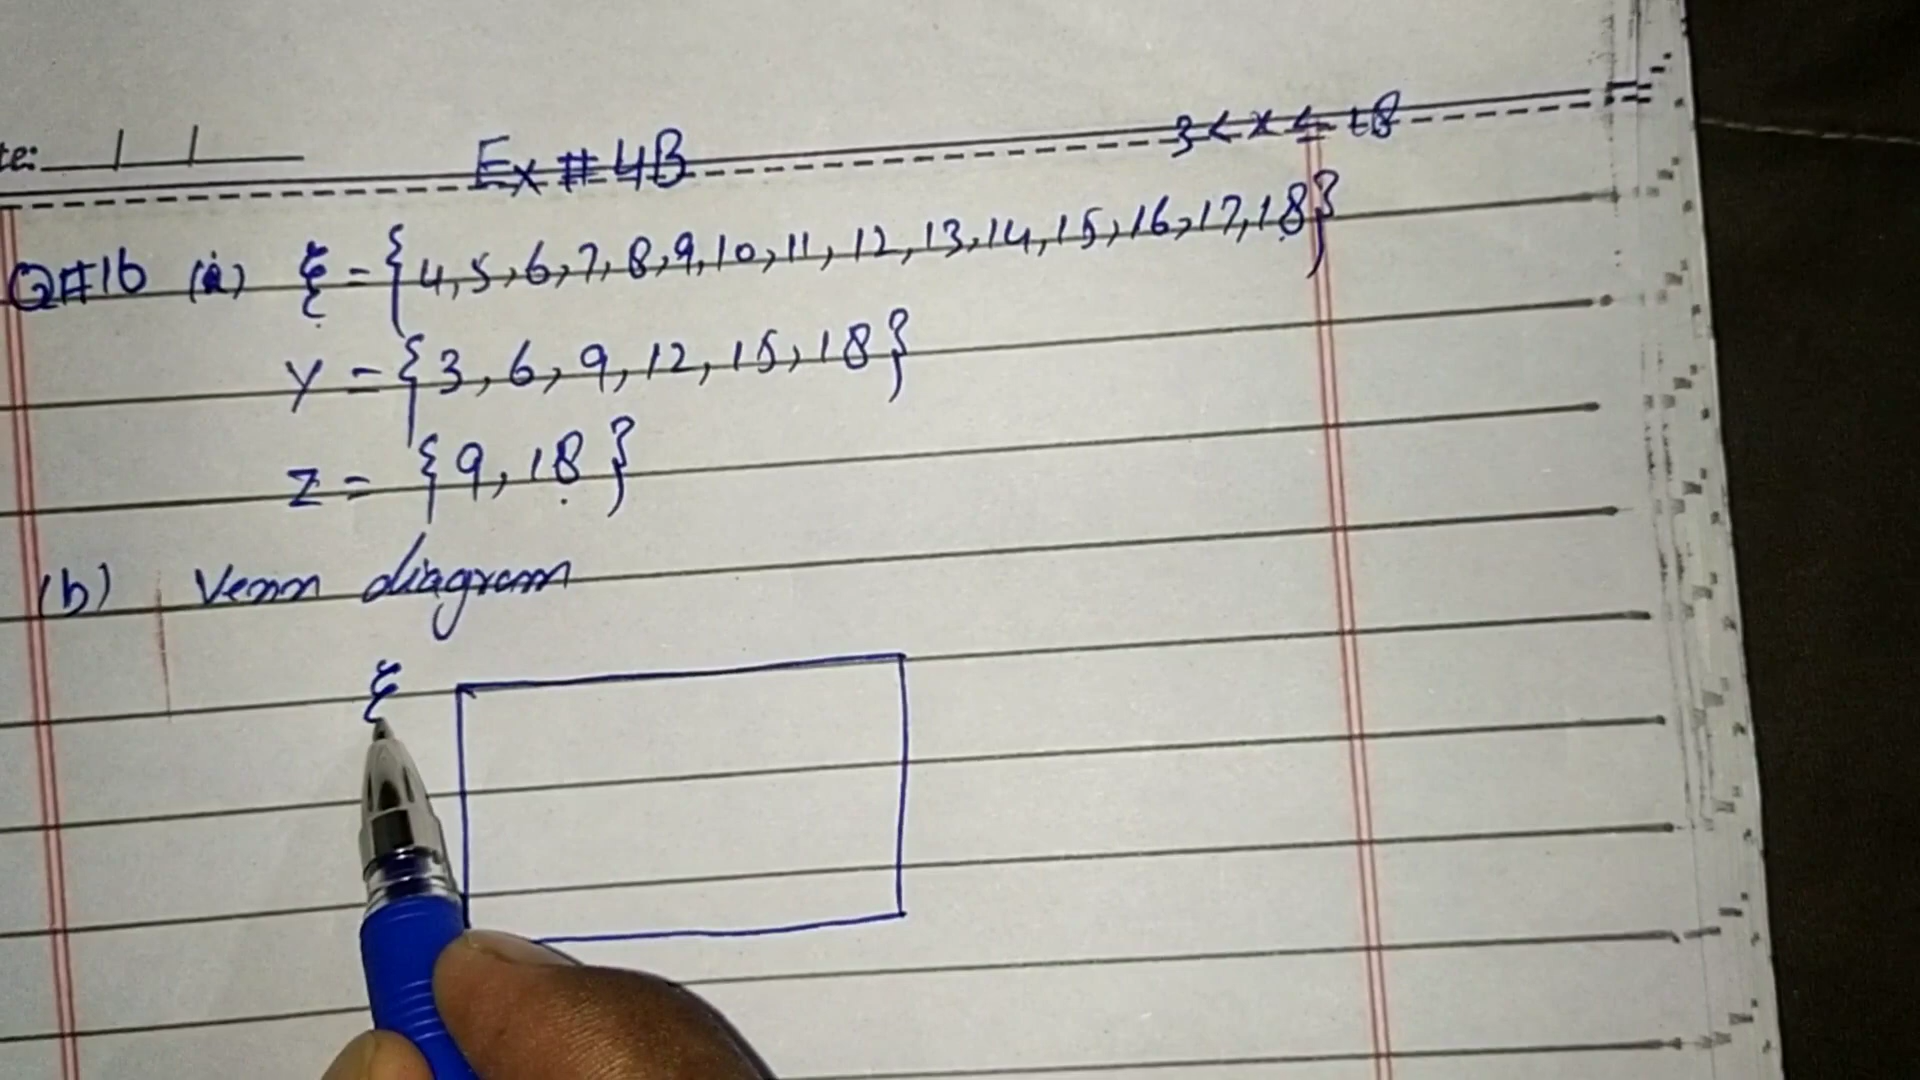 te:
Ex # 4B
3 < x ≤ 18
Q#16 (a) ξ = {4,5,6,7,8,9,10,11,12,13,14,15,16,17,18}
Y = {3,6,9,12,15,18}
Z = {9,18}
(b) Venn diagram
ξ